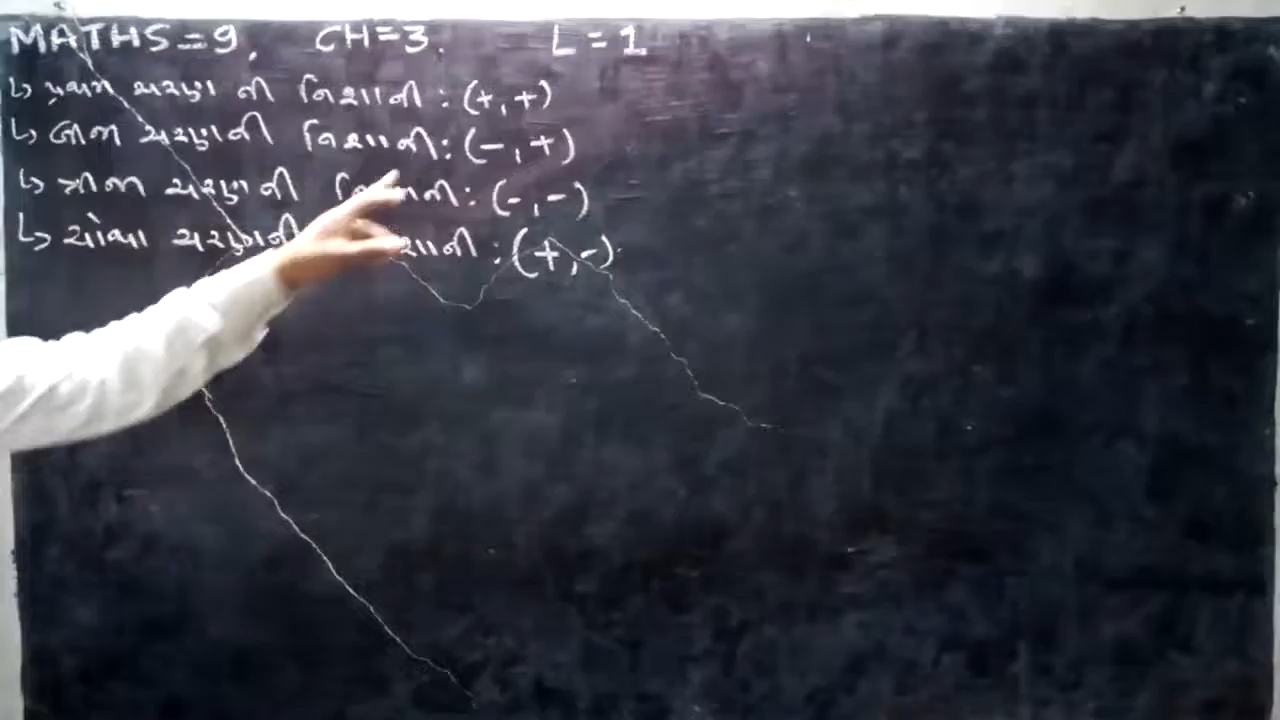 MATHS = 9, CH = 3, L = 1
↳ પ્રથમ ચરણ ની નિશાની : (+, +)
↳ બીજા ચરણની નિશાની : (-, +)
↳ ત્રીજા ચરણની : (-, -)
↳ ચોથા ચરણની : (+, -)